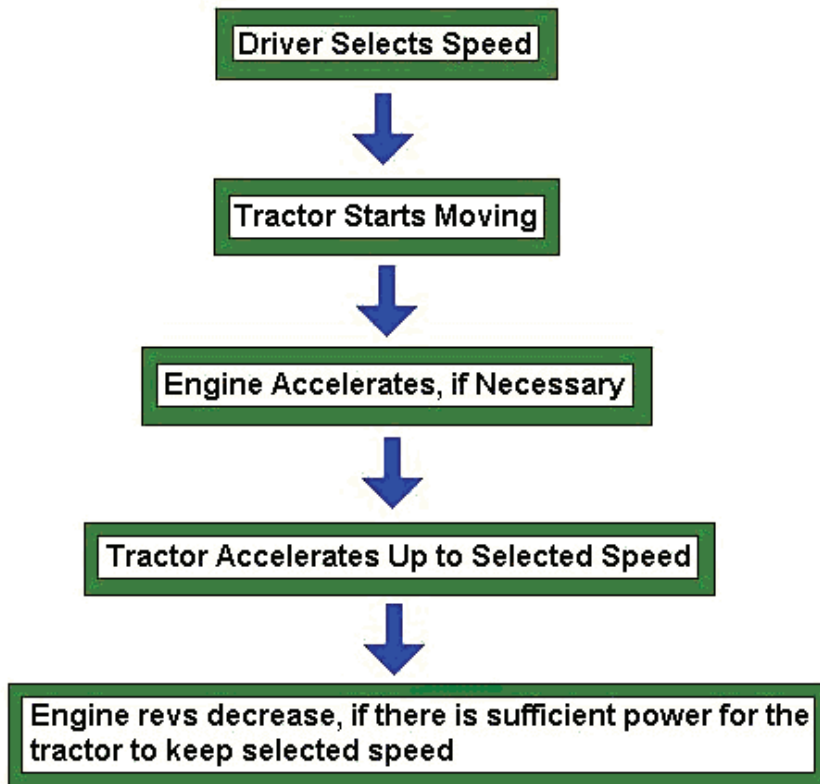 Driver Selects Speed
Tractor Starts Moving
Engine Accelerates, if Necessary
Tractor Accelerates Up to Selected Speed
Engine revs decrease, if there is sufficient power for the
tractor to keep selected speed